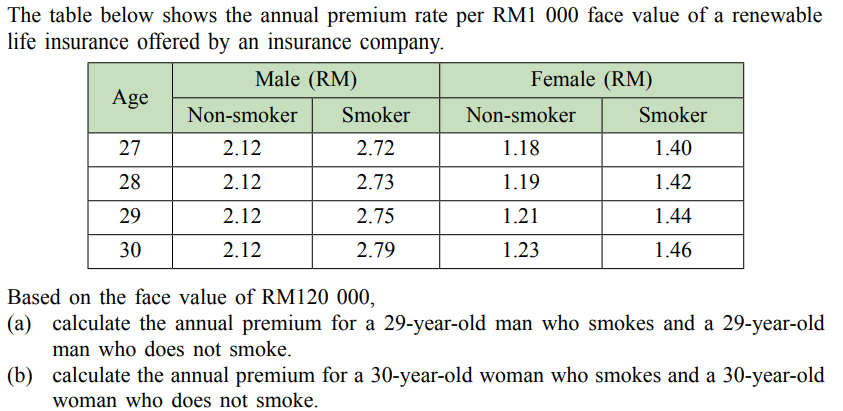 The table below shows the annual premium rate per RM1 000 face value of a renewable
life insurance offered by an insurance company.
Age Male (RM) Female (RM)
Non-smoker Smoker Non-smoker Smoker
27 2.12 2.72 1.18 1.40
28 2.12 2.73 1.19 1.42
29 2.12 2.75 1.21 1.44
30 2.12 2.79 1.23 1.46
Based on the face value of RM120 000,
(a) calculate the annual premium for a 29-year-old man who smokes and a 29-year-old
man who does not smoke.
(b) calculate the annual premium for a 30-year-old woman who smokes and a 30-year-old
woman who does not smoke.